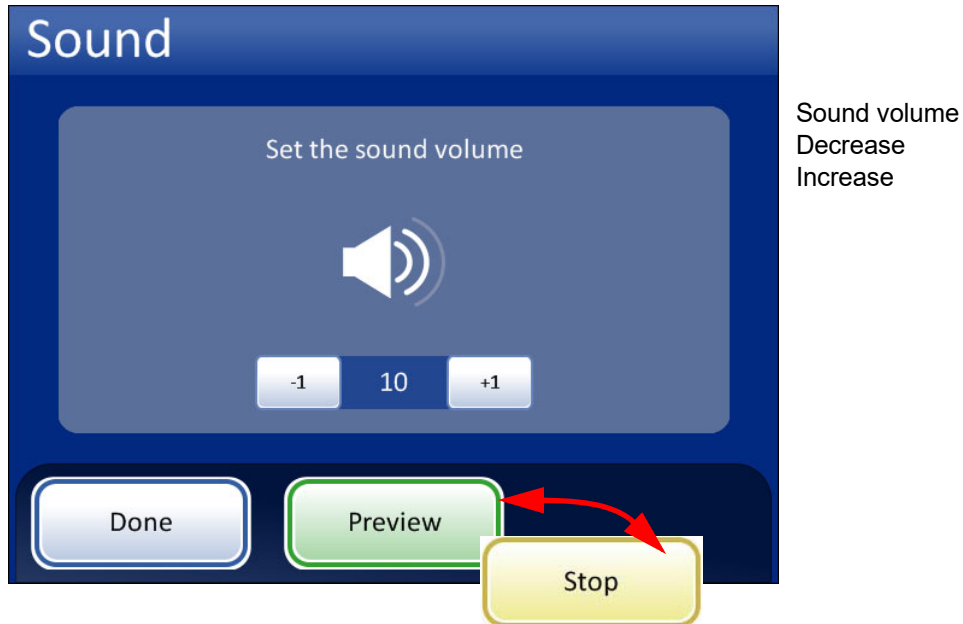 Sound
Set the sound volume
-1 10 +1
Done Preview
Stop
Sound volume
Decrease
Increase